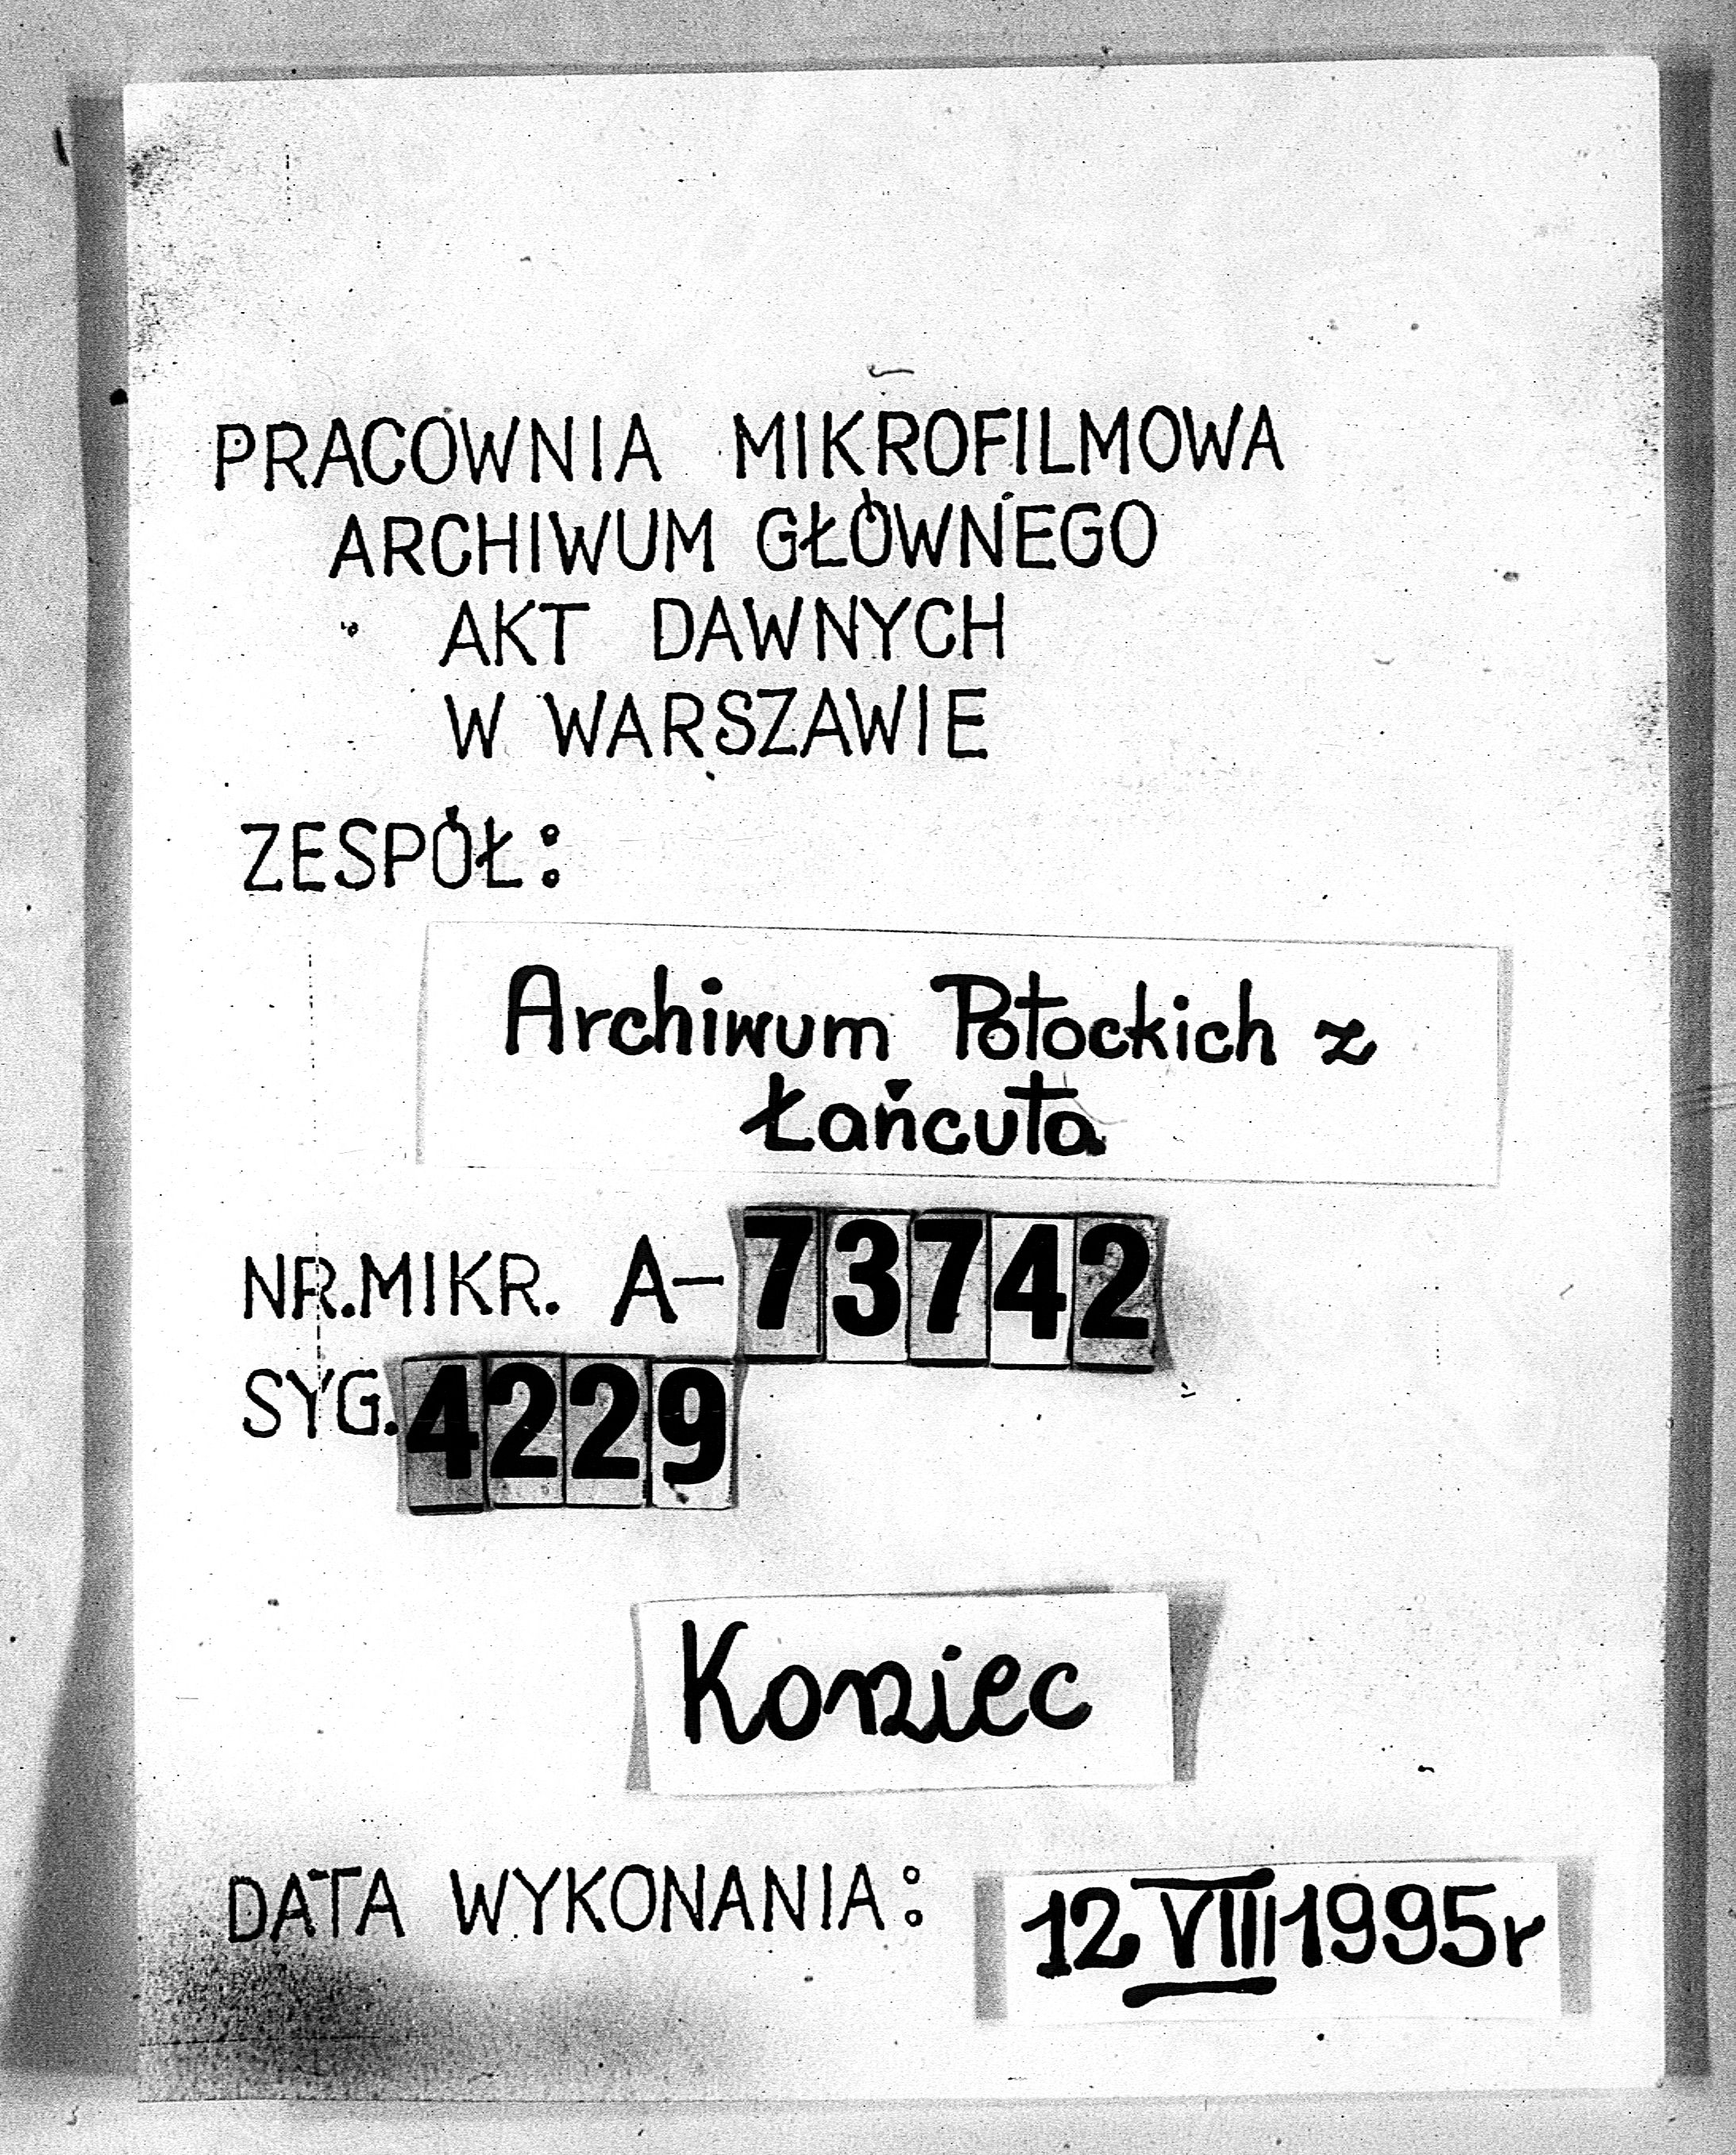 PRACOWNIA MIKROFILMOWA
ARCHIWUM GŁÓWNEGO
AKT DAWNYCH
W WARSZAWIE
ZESPÓŁ:
Archiwum Potockich z
Łańcuta
NR.MIKR. A-73742
SYG. 4229
Koniec
DATA WYKONANIA: 12 VIII 1995r